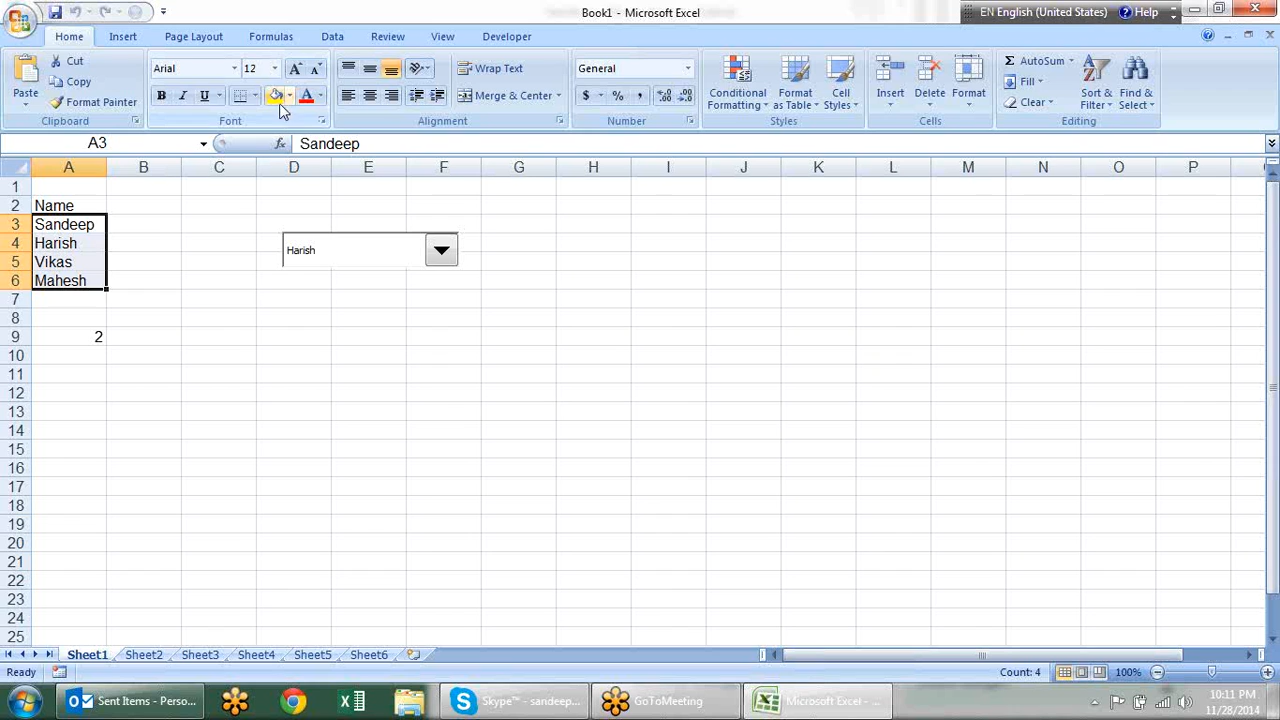 Book1 - Microsoft Excel
EN English (United States)
Help
Home Insert Page Layout Formulas Data Review View Developer
Paste
Cut
Copy
Format Painter
Clipboard
Arial 12
B I U
Font
Wrap Text
Merge & Center
Alignment
General
$ % ,
Number
Conditional Formatting
Format as Table
Cell Styles
Styles
Insert Delete Format
Cells
AutoSum
Fill
Clear
Sort & Filter
Find & Select
Editing
A3 fx Sandeep
A B C D E F G H I J K L M N O P
1
2 Name
3 Sandeep
4 Harish
Harish
5 Vikas
6 Mahesh
7
8
9 2
10
11
12
13
14
15
16
17
18
19
20
21
22
23
24
25
Sheet1 Sheet2 Sheet3 Sheet4 Sheet5 Sheet6
Ready Count: 4 100%
Sent Items - Perso...
Skype™ - sandeep...
GoToMeeting
Microsoft Excel - ...
10:11 PM
11/28/2014